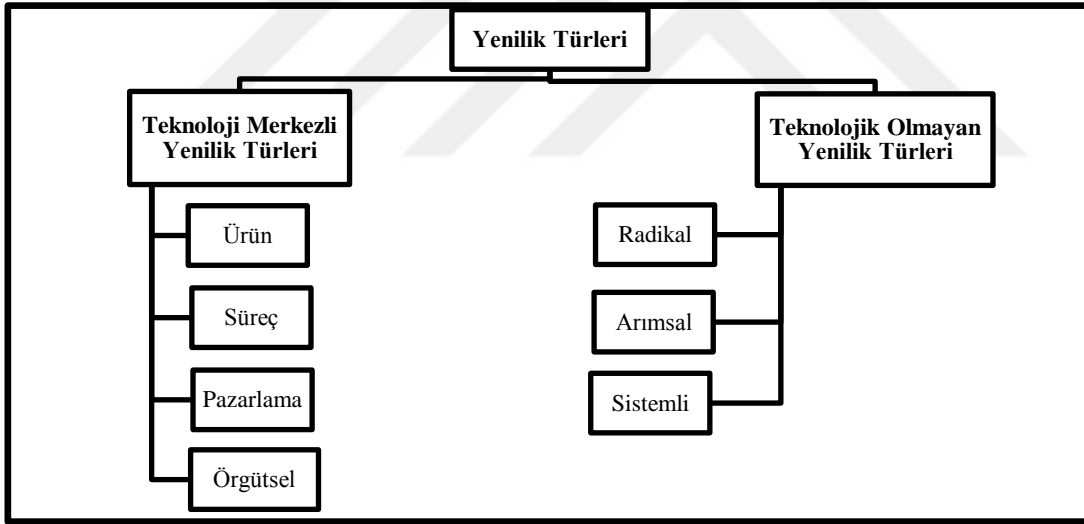 Yenilik Türleri
Teknoloji Merkezli
Yenilik Türleri
Ürün
Süreç
Pazarlama
Örgütsel
Teknolojik Olmayan
Yenilik Türleri
Radikal
Arımsal
Sistemli